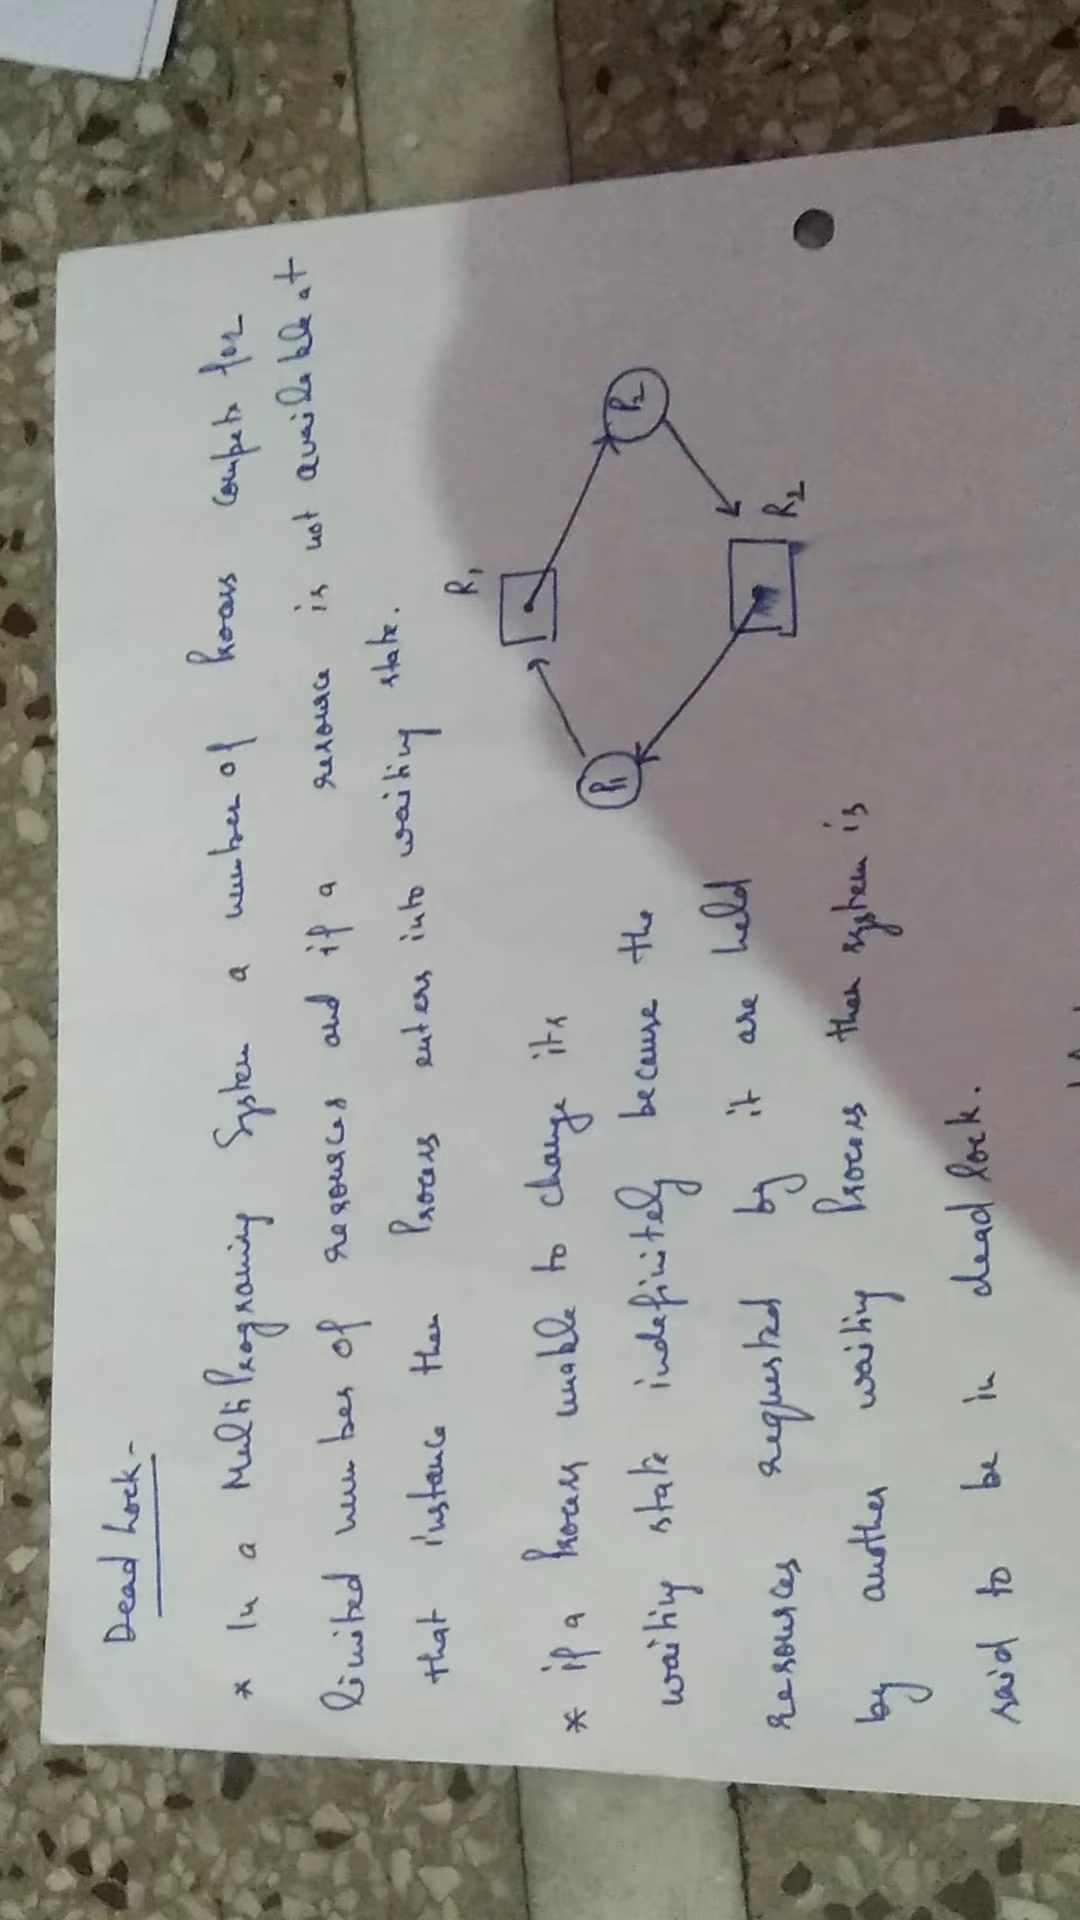 Dead Lock-
* In a MultiPrograming System a number of Process compete for
limited number of resources and if a resource is not available at
that instance then Process enters into waiting state.
* if a Process unable to change its
waiting state indefinitely because the
resources requested by it are held
by another waiting Process then system is
said to be in dead lock.
R1
P1
P2
R2